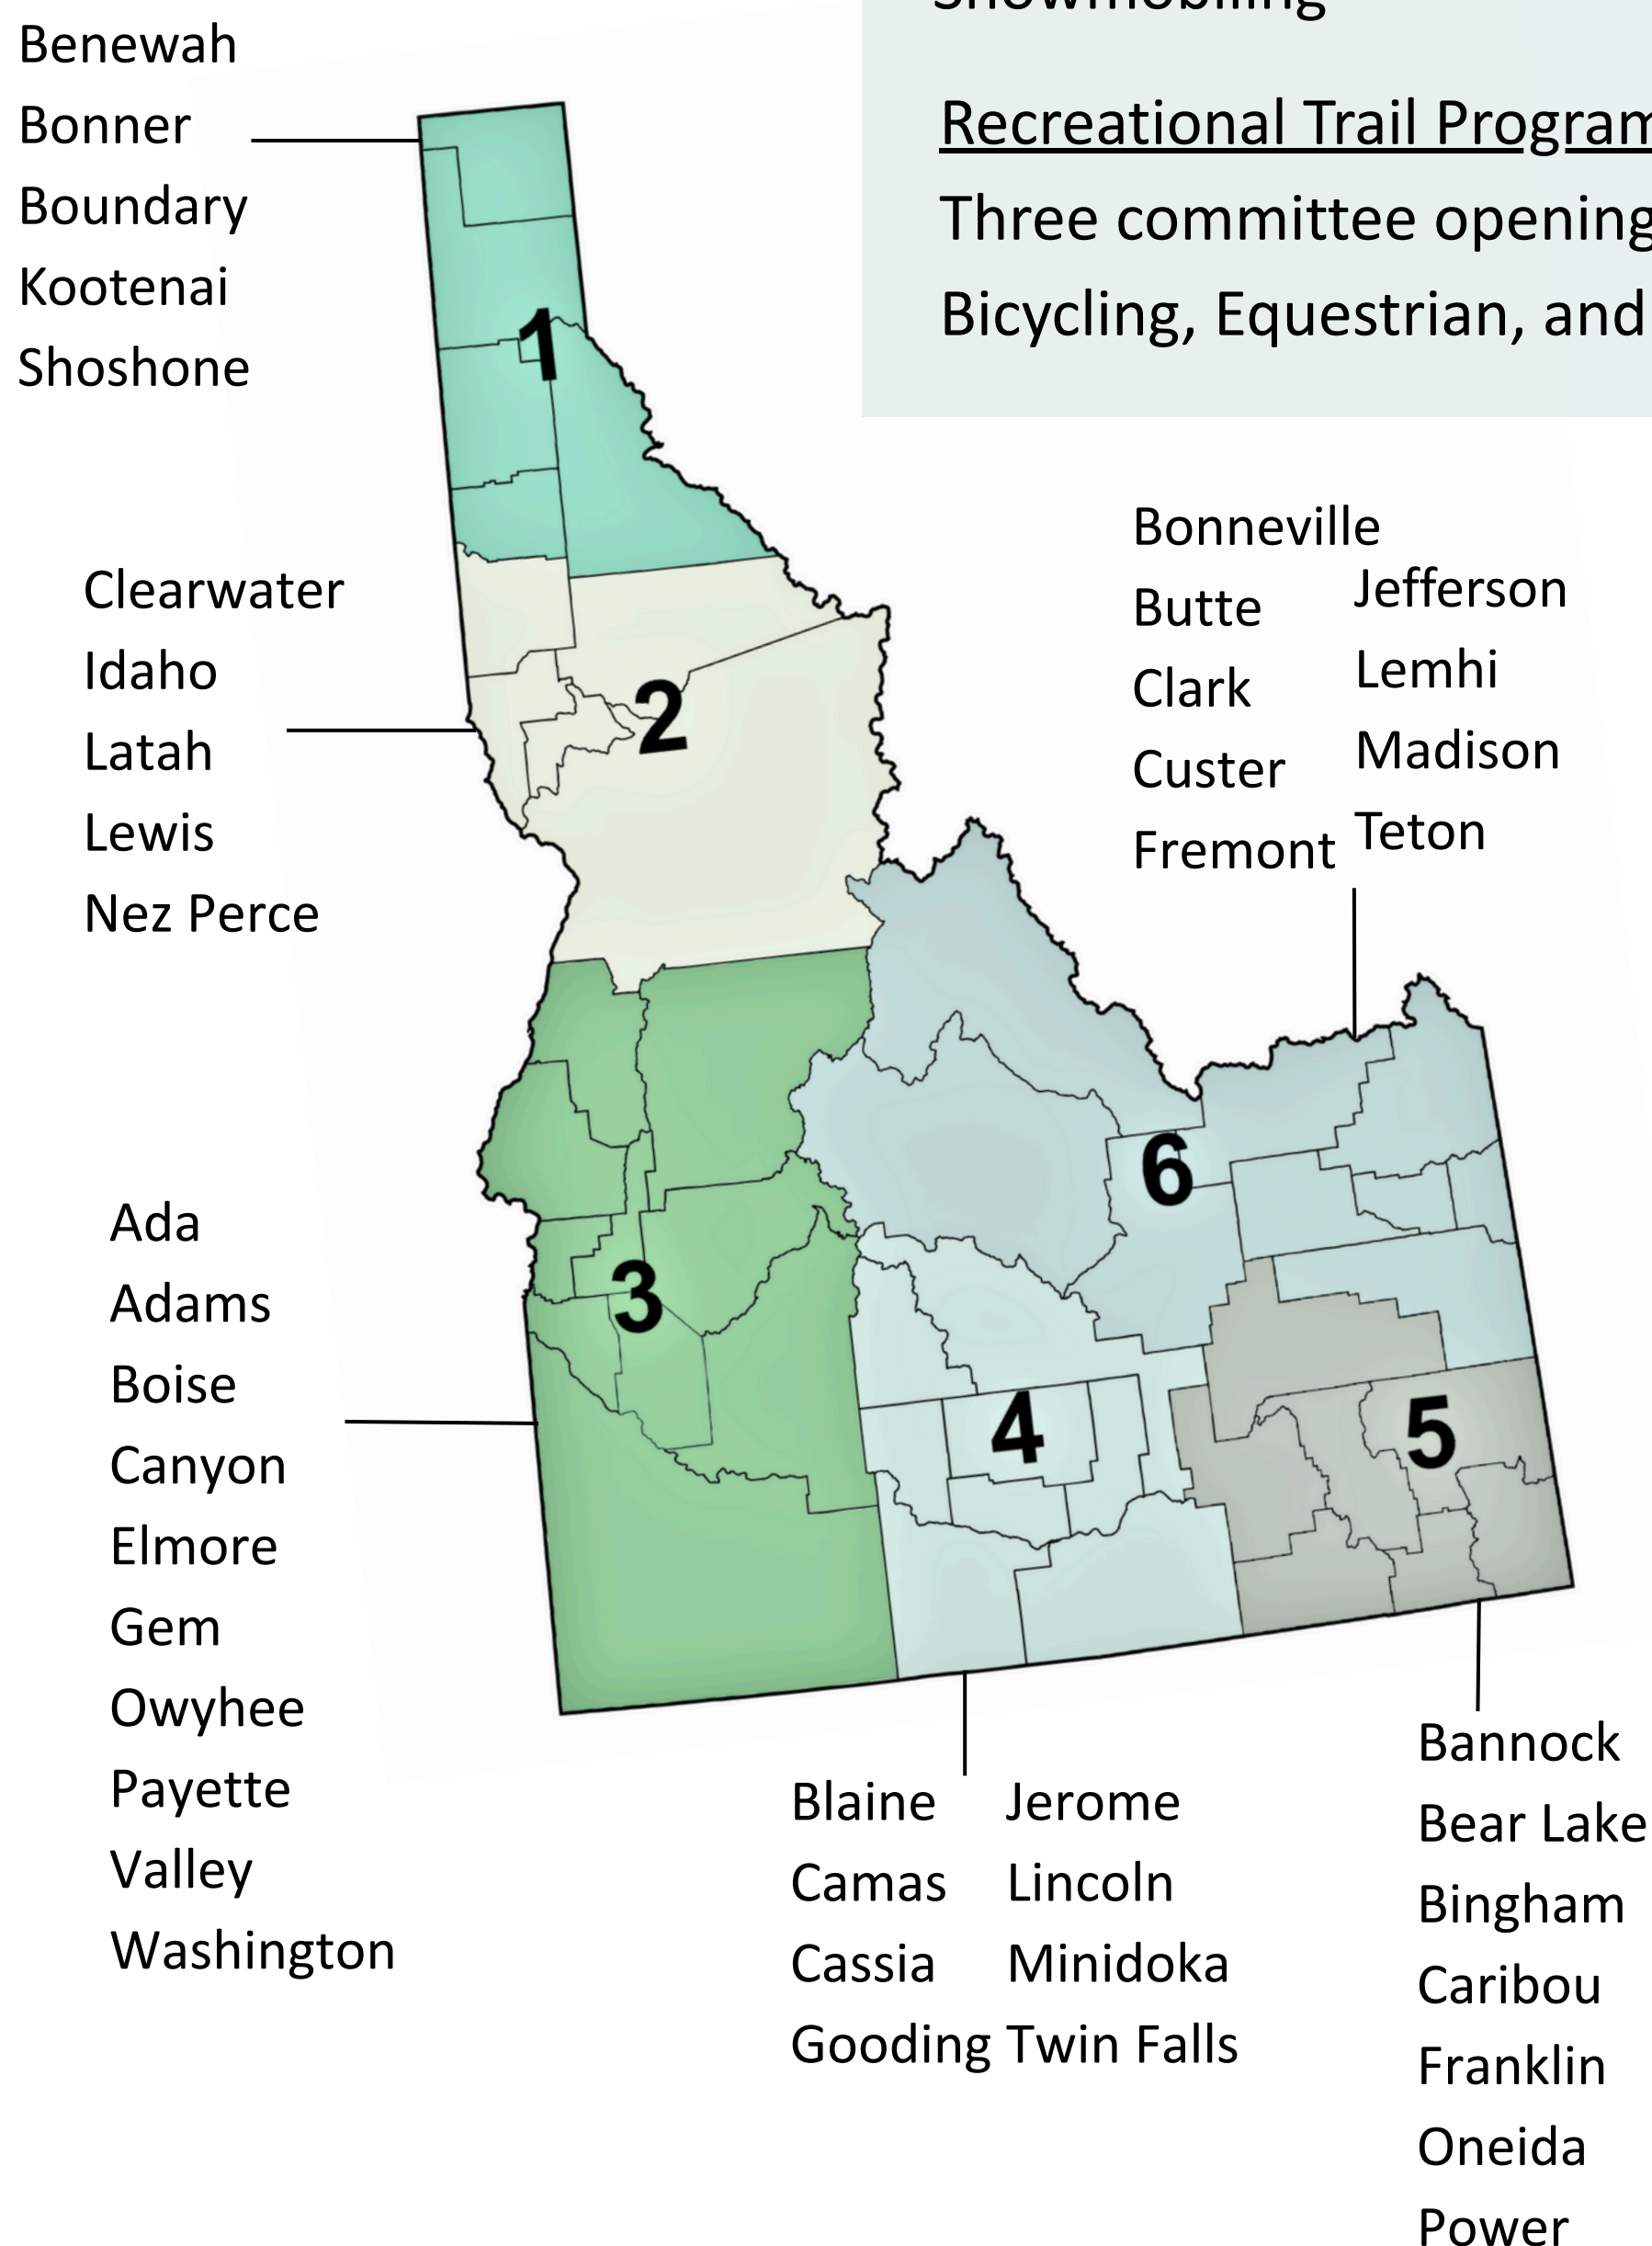 Snowmobiling
Recreational Trail Program
Three committee opening
Bicycling, Equestrian, and
Benewah
Bonner
Boundary
Kootenai
Shoshone
1
Clearwater
Idaho
Latah
Lewis
Nez Perce
2
Bonneville
Butte
Clark
Custer
Fremont
Jefferson
Lemhi
Madison
Teton
6
Ada
Adams
Boise
Canyon
Elmore
Gem
Owyhee
Payette
Valley
Washington
3
4
5
Blaine
Camas
Cassia
Gooding
Jerome
Lincoln
Minidoka
Twin Falls
Bannock
Bear Lake
Bingham
Caribou
Franklin
Oneida
Power